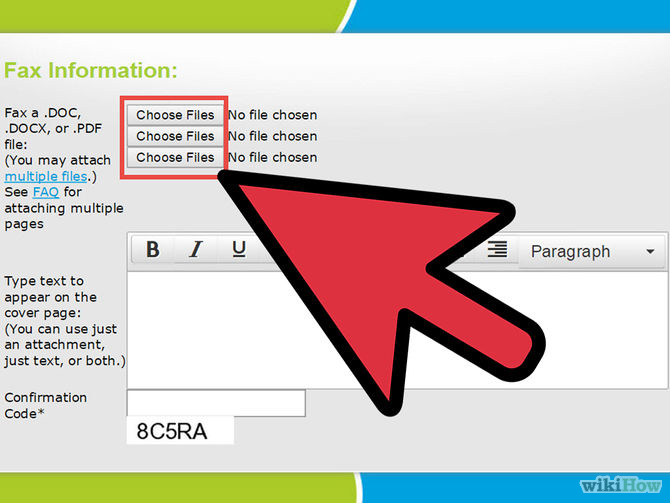 Fax Information:
Fax a .DOC,
.DOCX, or .PDF
file:
(You may attach
multiple files.)
See FAQ for
attaching multiple
pages
Choose Files No file chosen
Choose Files No file chosen
Choose Files No file chosen
B I U Paragraph
Type text to
appear on the
cover page:
(You can use just
an attachment,
just text, or both.)
Confirmation
Code*
8C5RA
wikiHow